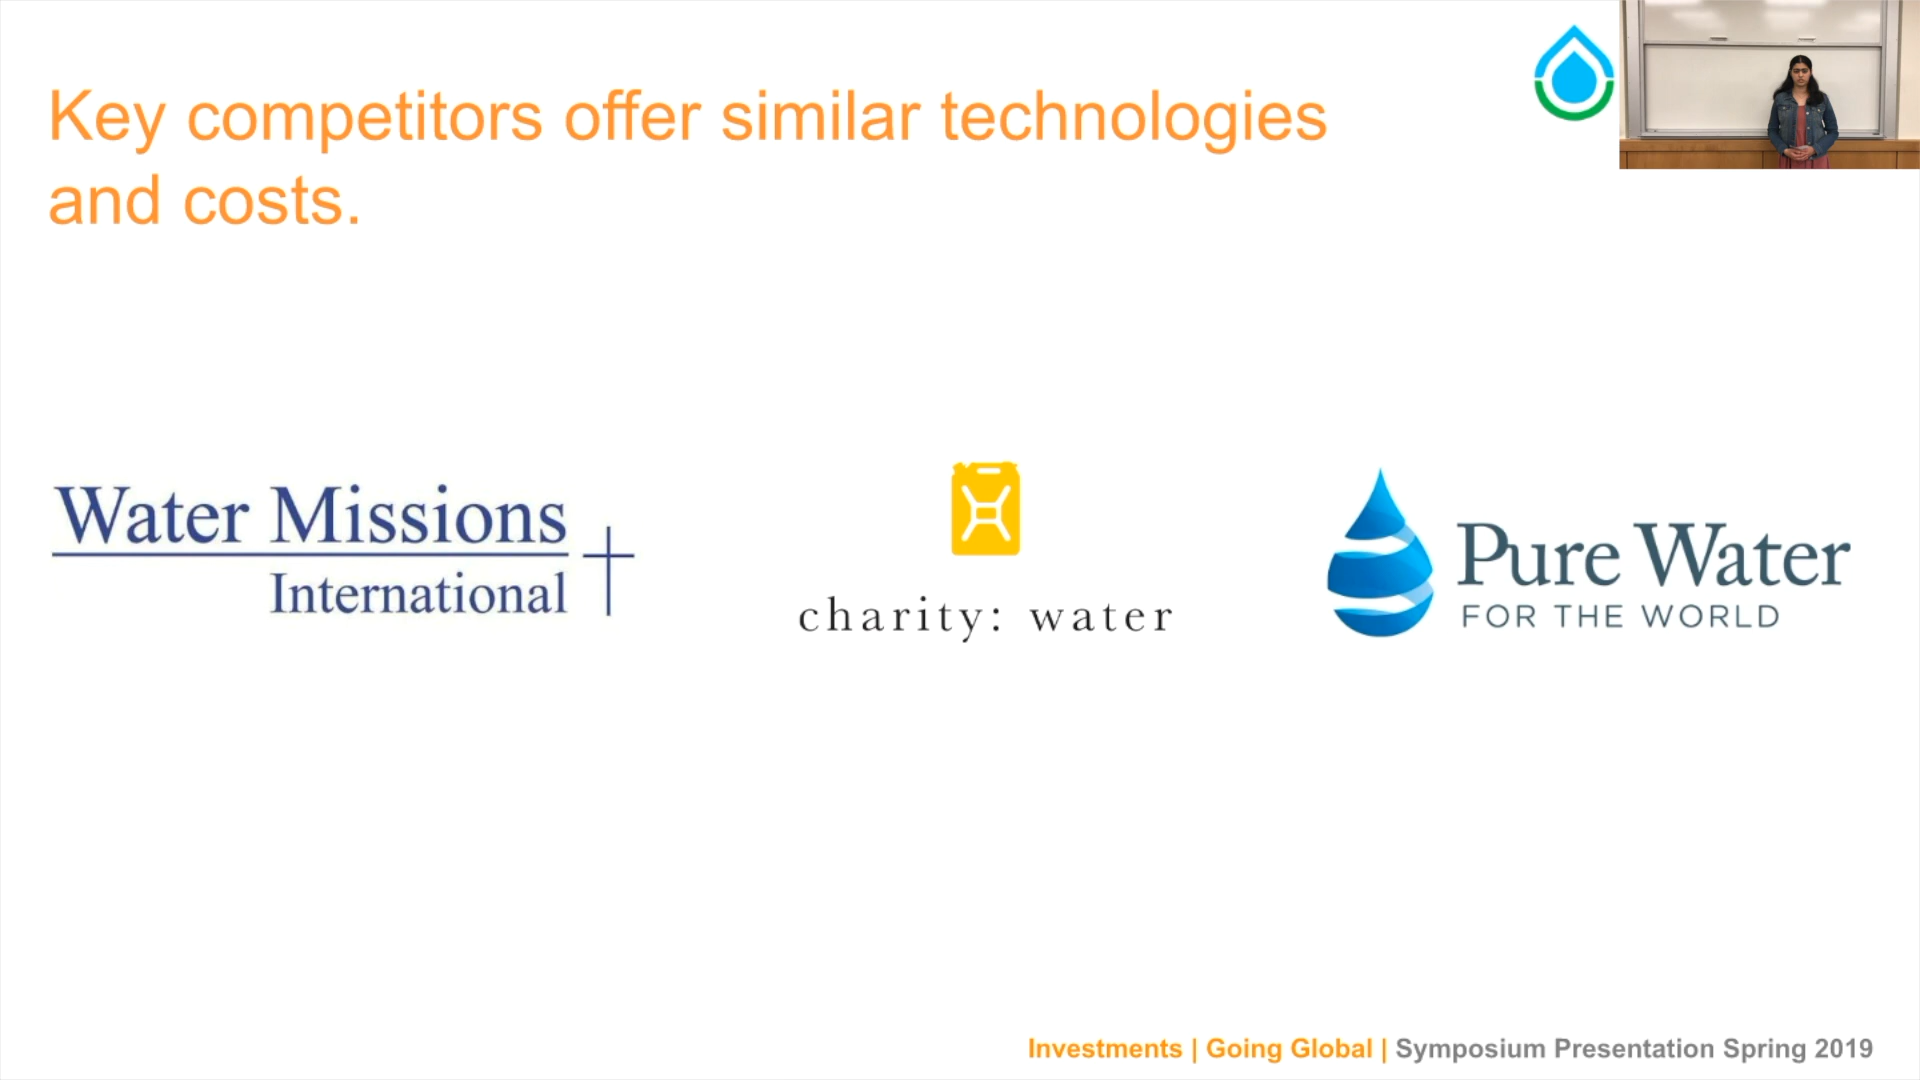 Key competitors offer similar technologies
and costs.
Water Missions
International
charity: water
Pure Water
FOR THE WORLD
Investments | Going Global | Symposium Presentation Spring 2019